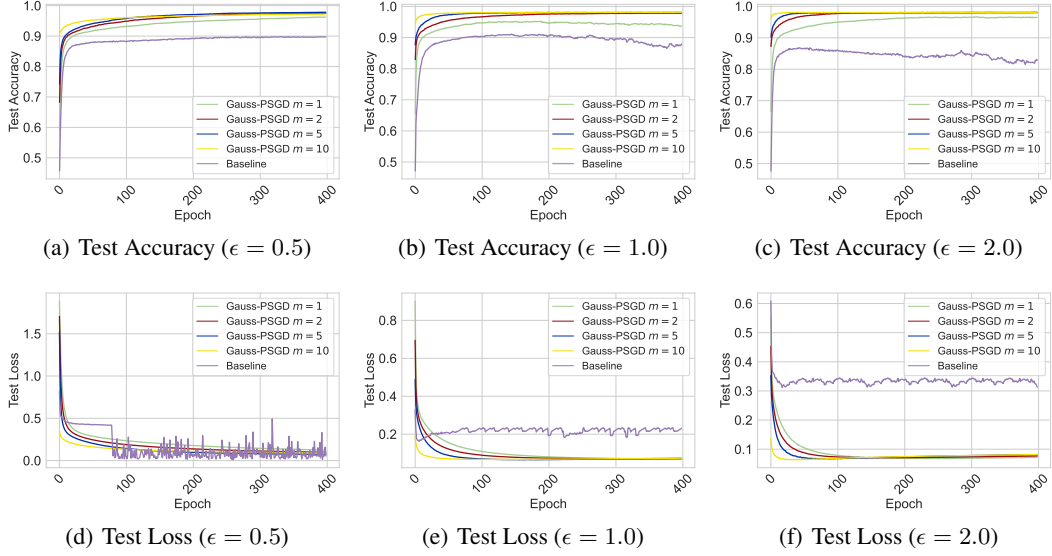 1.0
0.9
0.8
0.7
0.6
0.5
Test Accuracy
0
100
200
300
400
Epoch
Gauss-PSGD m = 1
Gauss-PSGD m = 2
Gauss-PSGD m = 5
Gauss-PSGD m = 10
Baseline
(a) Test Accuracy (ϵ = 0.5)
1.0
0.9
0.8
0.7
0.6
0.5
Test Accuracy
0
100
200
300
400
Epoch
Gauss-PSGD m = 1
Gauss-PSGD m = 2
Gauss-PSGD m = 5
Gauss-PSGD m = 10
Baseline
(b) Test Accuracy (ϵ = 1.0)
1.0
0.9
0.8
0.7
0.6
0.5
Test Accuracy
0
100
200
300
400
Epoch
Gauss-PSGD m = 1
Gauss-PSGD m = 2
Gauss-PSGD m = 5
Gauss-PSGD m = 10
Baseline
(c) Test Accuracy (ϵ = 2.0)
1.5
1.0
0.5
0.0
Test Loss
0
100
200
300
400
Epoch
Gauss-PSGD m = 1
Gauss-PSGD m = 2
Gauss-PSGD m = 5
Gauss-PSGD m = 10
Baseline
(d) Test Loss (ϵ = 0.5)
0.8
0.6
0.4
0.2
Test Loss
0
100
200
300
400
Epoch
Gauss-PSGD m = 1
Gauss-PSGD m = 2
Gauss-PSGD m = 5
Gauss-PSGD m = 10
Baseline
(e) Test Loss (ϵ = 1.0)
0.6
0.5
0.4
0.3
0.2
0.1
Test Loss
0
100
200
300
400
Epoch
Gauss-PSGD m = 1
Gauss-PSGD m = 2
Gauss-PSGD m = 5
Gauss-PSGD m = 10
Baseline
(f) Test Loss (ϵ = 2.0)